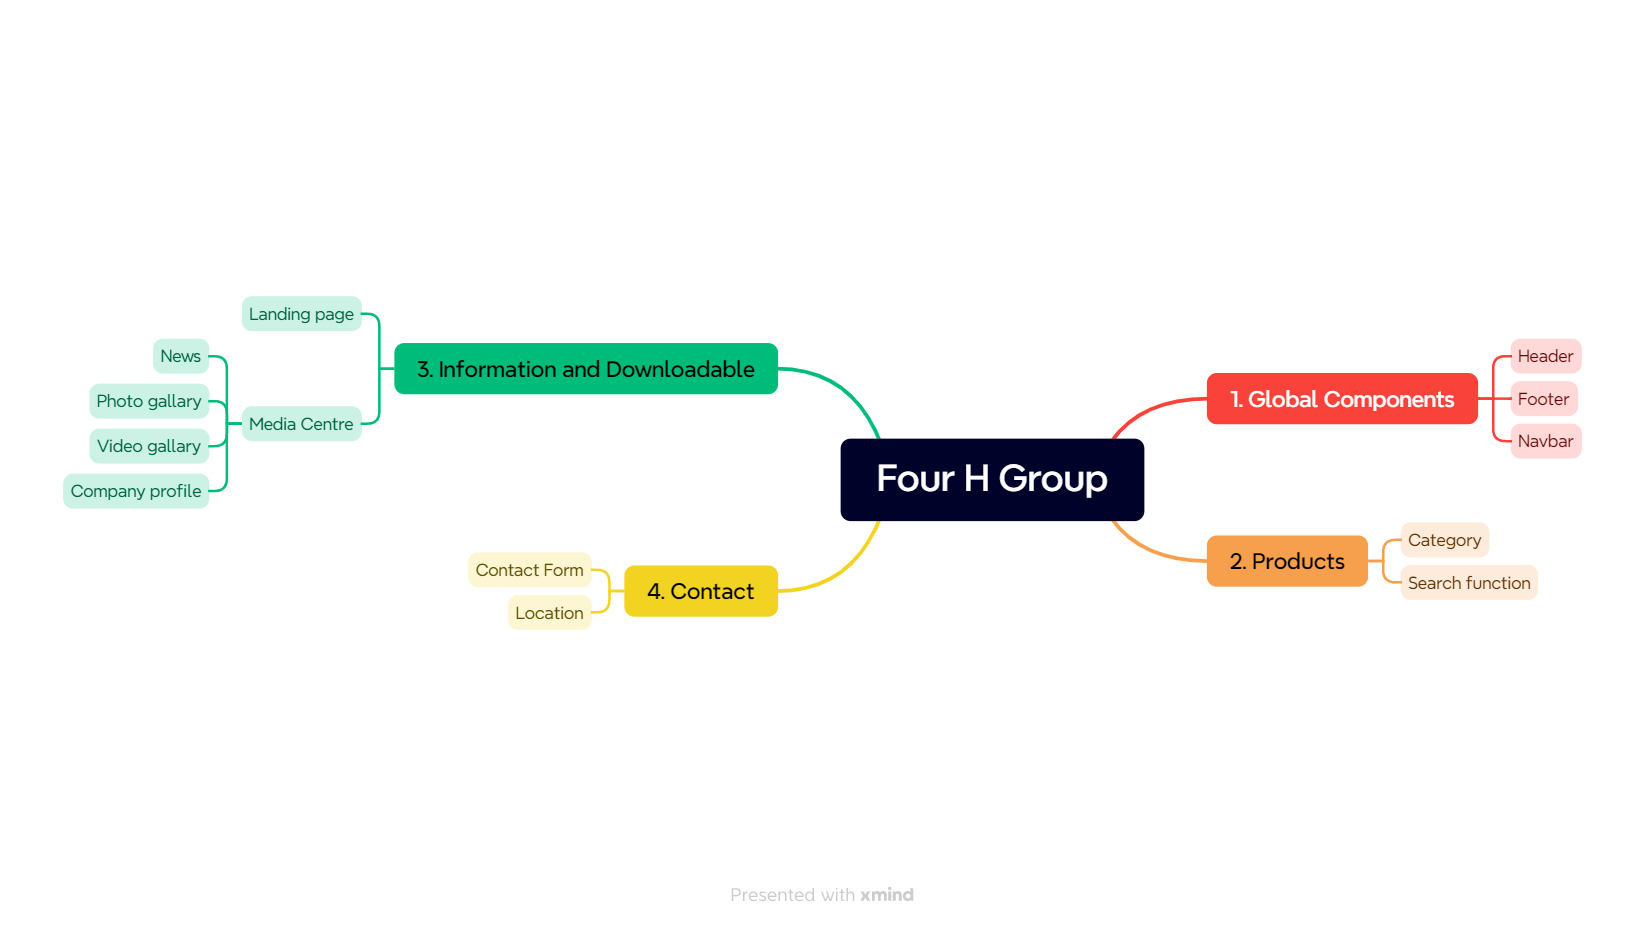 Four H Group
1. Global Components
Header
Footer
Navbar
2. Products
Category
Search function
3. Information and Downloadable
Landing page
Media Centre
News
Photo gallary
Video gallary
Company profile
4. Contact
Contact Form
Location
Presented with xmind